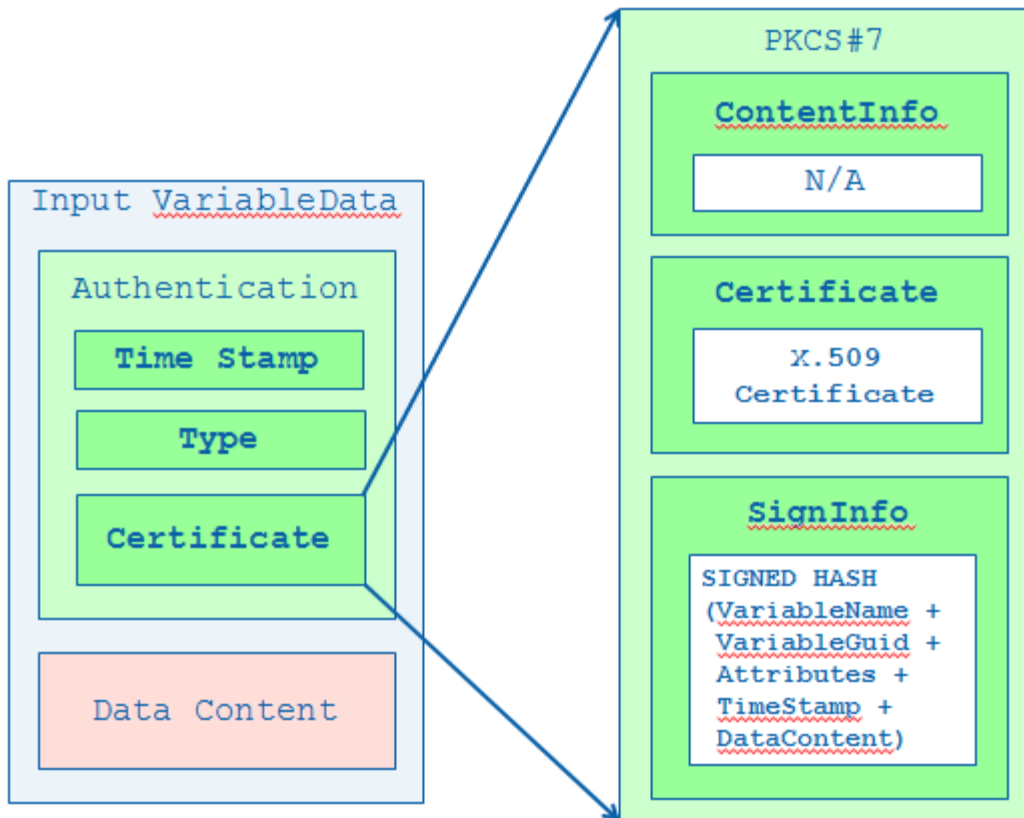 Input VariableData
Authentication
Time Stamp
Type
Certificate
Data Content
PKCS#7
ContentInfo
N/A
Certificate
X.509
Certificate
SignInfo
SIGNED HASH
(VariableName +
VariableGuid +
Attributes +
TimeStamp +
DataContent)